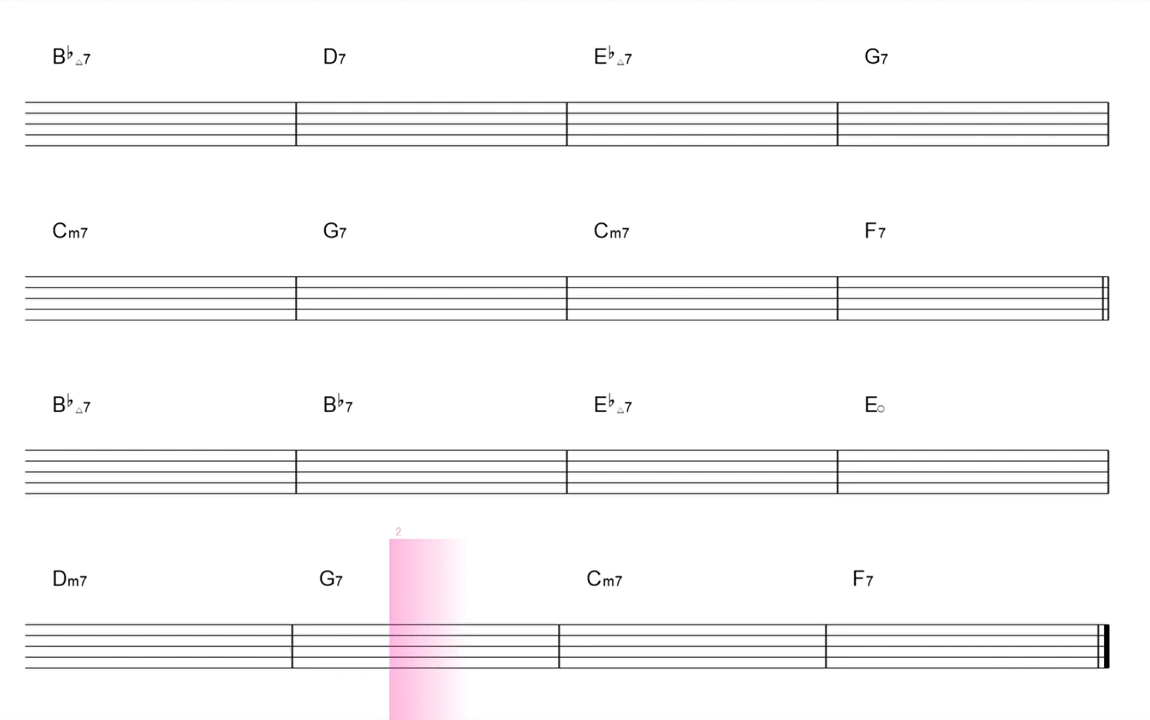 B♭△7 D7 E♭△7 G7
Cm7 G7 Cm7 F7
B♭△7 B♭7 E♭△7 E○
2
Dm7 G7 Cm7 F7